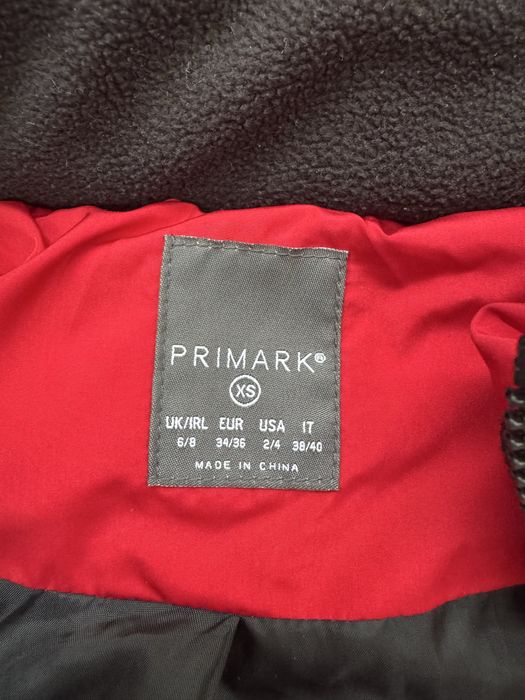 PRIMARK®
XS
UK/IRL EUR USA IT
6/8 34/36 2/4 38/40
MADE IN CHINA